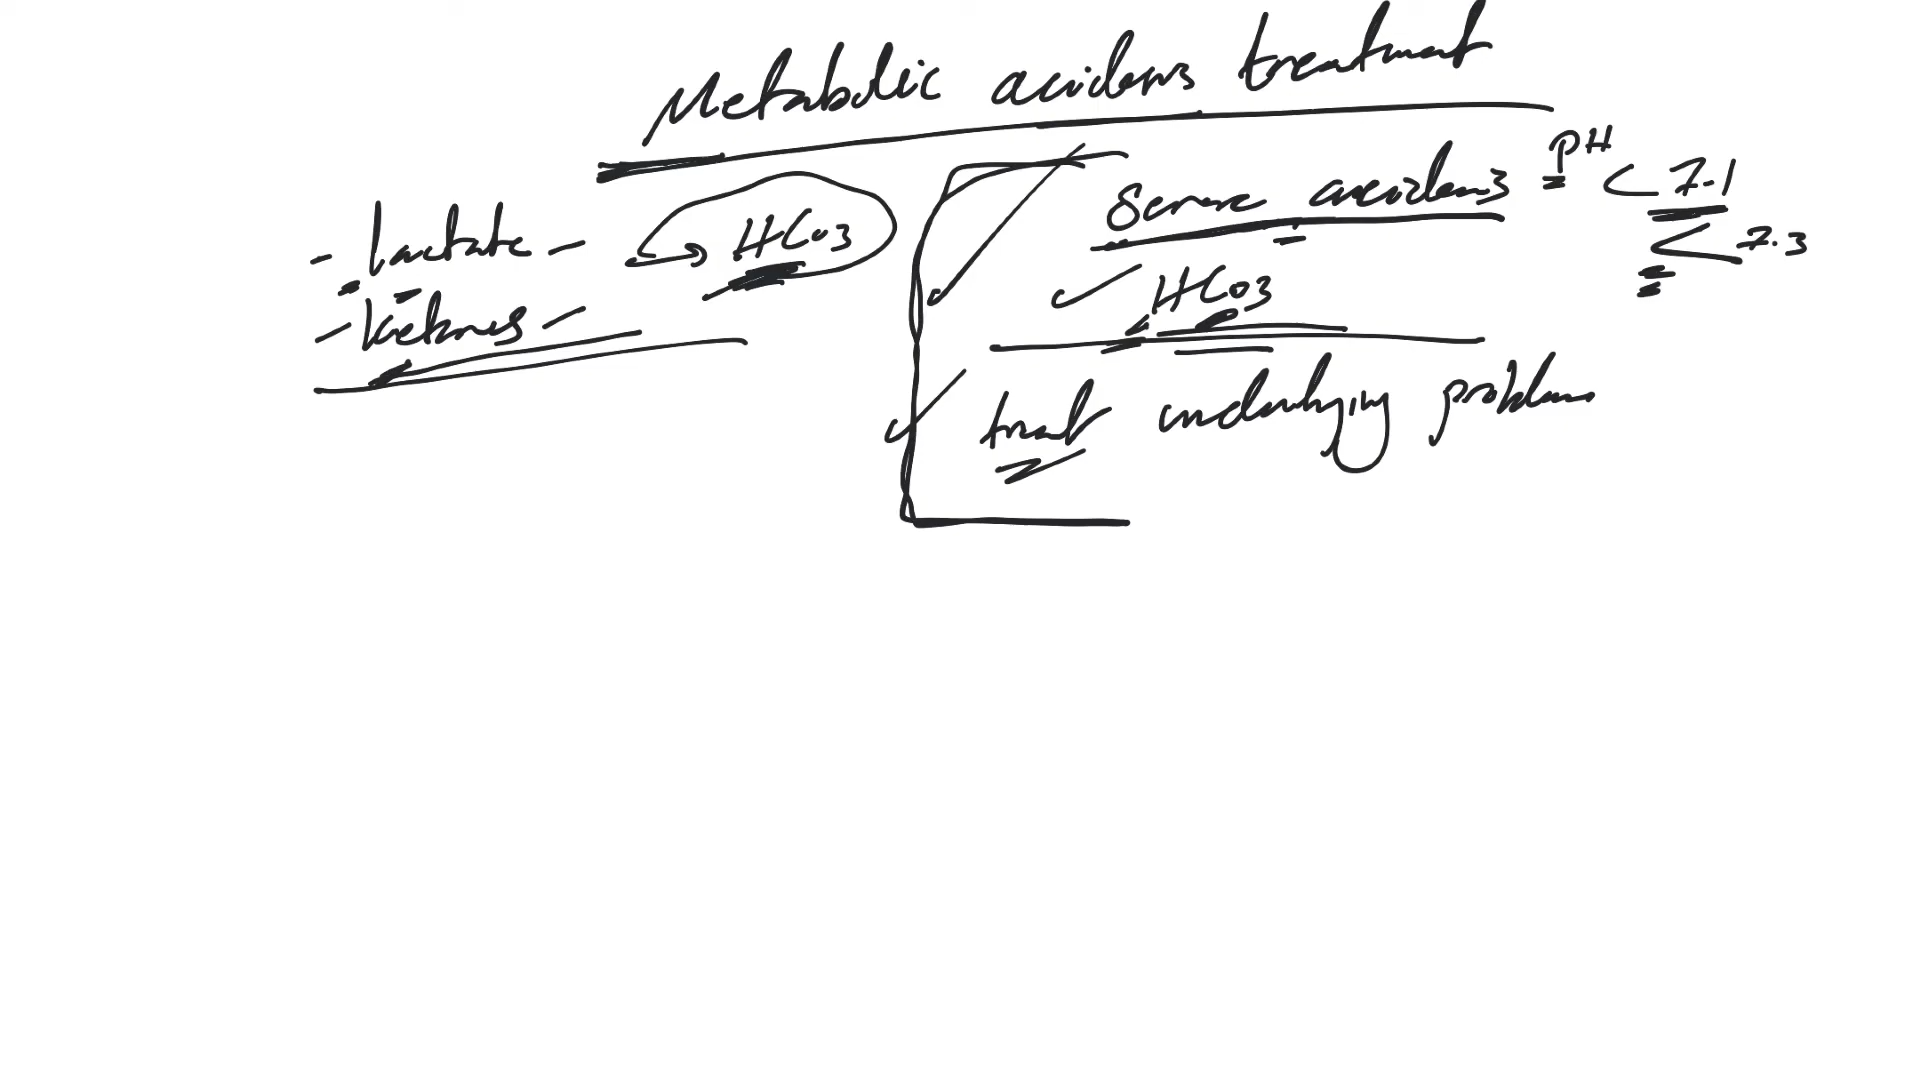 Metabolic acidosis treatment
- lactate - → HCO3
- ketones -
Severe acidosis pH < 7.1
< 7.3
✓ HCO3
treat underlying problem